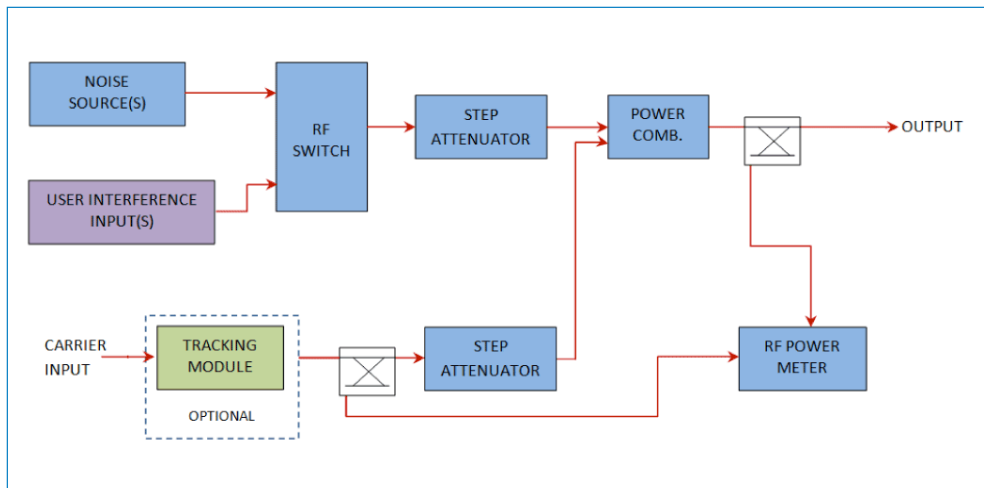 NOISE
SOURCE(S)
RF
SWITCH
STEP
ATTENUATOR
POWER
COMB.
OUTPUT
USER INTERFERENCE
INPUT(S)
CARRIER
INPUT
TRACKING
MODULE
OPTIONAL
STEP
ATTENUATOR
RF POWER
METER